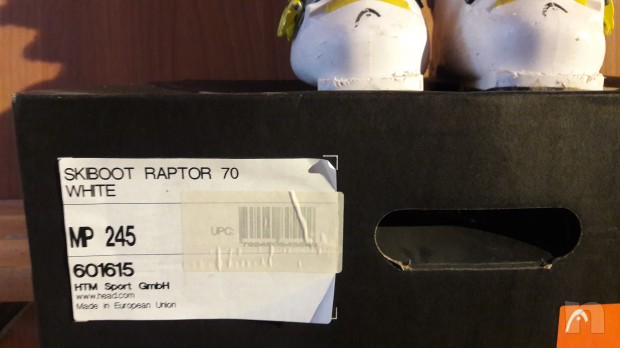 SKIBOOT RAPTOR 70
WHITE
MP 245
UPC:
601615
HTM Sport GmbH
www.head.com
Made in European Union
n